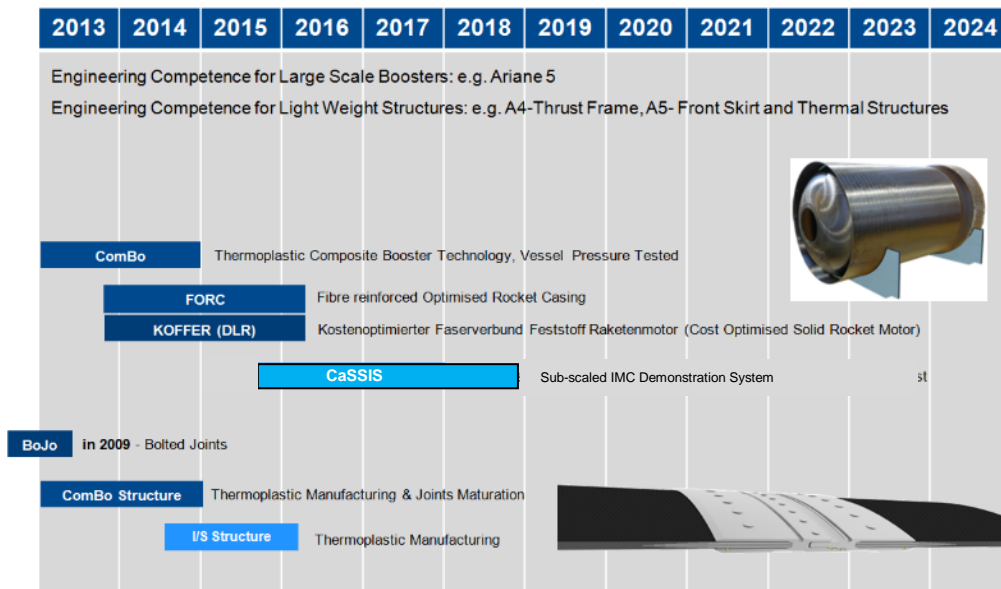 2013 2014 2015 2016 2017 2018 2019 2020 2021 2022 2023 2024
Engineering Competence for Large Scale Boosters: e.g. Ariane 5
Engineering Competence for Light Weight Structures: e.g. A4-Thrust Frame, A5- Front Skirt and Thermal Structures
ComBo Thermoplastic Composite Booster Technology, Vessel Pressure Tested
FORC Fibre reinforced Optimised Rocket Casing
KOFFER (DLR) Kostenoptimierter Faserverbund Feststoff Raketenmotor (Cost Optimised Solid Rocket Motor)
CaSSIS Sub-scaled IMC Demonstration System
BoJo in 2009 - Bolted Joints
ComBo Structure Thermoplastic Manufacturing & Joints Maturation
I/S Structure Thermoplastic Manufacturing